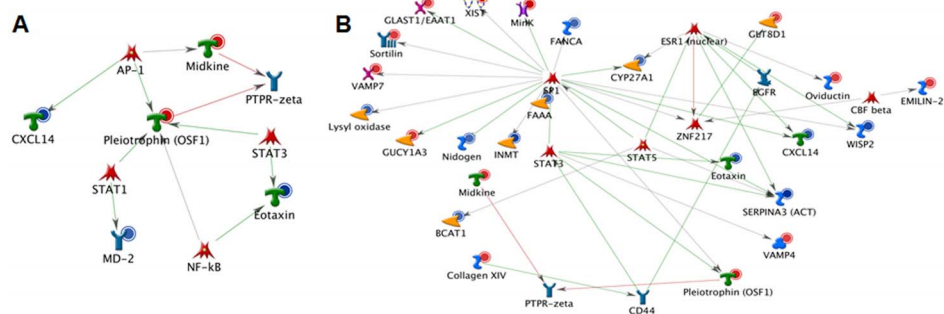 A
AP-1
Midkine
PTPR-zeta
CXCL14
Pleiotrophin (OSF1)
STAT3
STAT1
Eotaxin
MD-2
NF-kB
B
GLAST1/EAAT1
XIST
MinK
FANCA
ESR1 (nuclear)
GLT8D1
Sortilin
CYP27A1
VAMP7
SP1
EGFR
Oviductin
CBF beta
EMILIN-2
Lysyl oxidase
FAAA
ZNF217
WISP2
GUCY1A3
Nidogen
INMT
STAT3
STAT5
CXCL14
Eotaxin
Midkine
SERPINA3 (ACT)
BCAT1
VAMP4
Collagen XIV
PTPR-zeta
CD44
Pleiotrophin (OSF1)